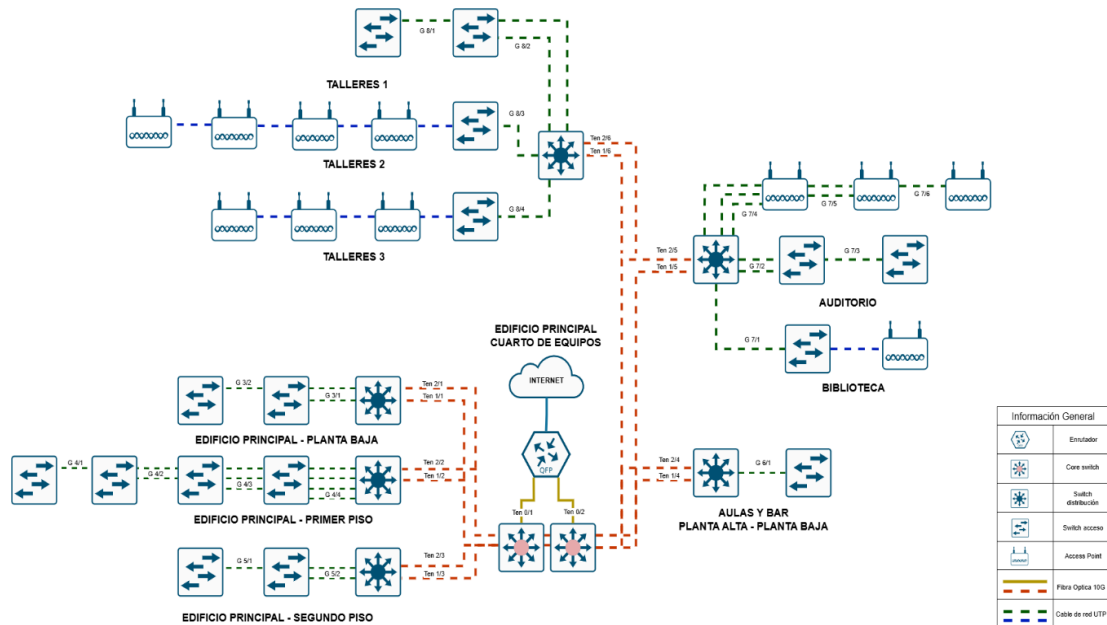 G 8/1
G 8/2
TALLERES 1
G 8/3
TALLERES 2
G 8/4
TALLERES 3
Ten 2/6
Ten 1/6
G 7/6
G 7/5
G 7/4
Ten 2/5
Ten 1/5
G 7/2
G 7/3
AUDITORIO
G 7/1
BIBLIOTECA
EDIFICIO PRINCIPAL
CUARTO DE EQUIPOS
INTERNET
QFP
Ten 0/1
Ten 0/2
G 3/2
G 3/1
Ten 2/1
Ten 1/1
EDIFICIO PRINCIPAL - PLANTA BAJA
G 4/1
G 4/2
G 4/3
G 4/4
Ten 2/2
Ten 1/2
EDIFICIO PRINCIPAL - PRIMER PISO
G 5/1
G 5/2
Ten 2/3
Ten 1/3
EDIFICIO PRINCIPAL - SEGUNDO PISO
Ten 2/4
Ten 1/4
G 6/1
AULAS Y BAR
PLANTA ALTA - PLANTA BAJA
Información General
Enrutador
Core switch
Switch
distribución
Switch acceso
Access Point
Fibra Optica 10G
Cable de red UTP